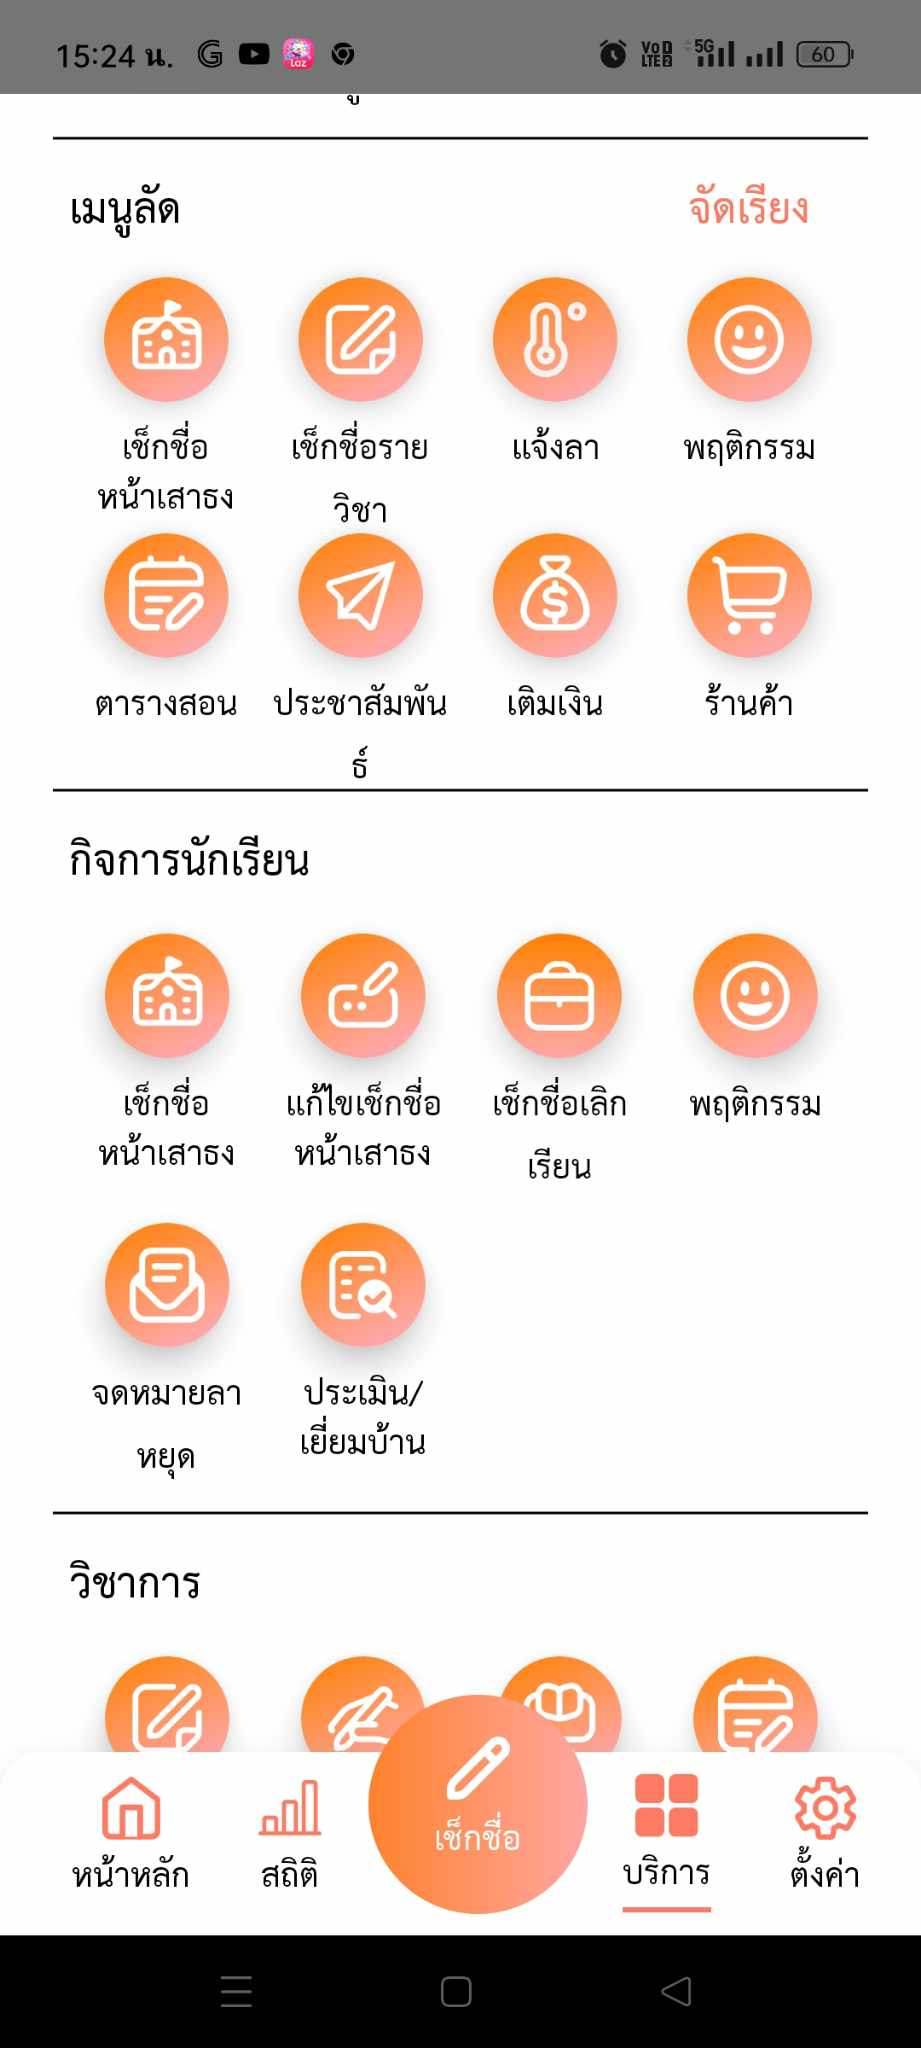 15:24 น. VoD LTE2 5G 60
เมนูลัด จัดเรียง
เช็กชื่อ เช็กชื่อราย แจ้งลา พฤติกรรม
หน้าเสาธง วิชา
ตารางสอน ประชาสัมพัน เติมเงิน ร้านค้า
ธ์
กิจการนักเรียน
เช็กชื่อ แก้ไขเช็กชื่อ เช็กชื่อเลิก พฤติกรรม
หน้าเสาธง หน้าเสาธง เรียน
จดหมายลา ประเมิน/
หยุด เยี่ยมบ้าน
วิชาการ
เช็กชื่อ
หน้าหลัก สถิติ บริการ ตั้งค่า